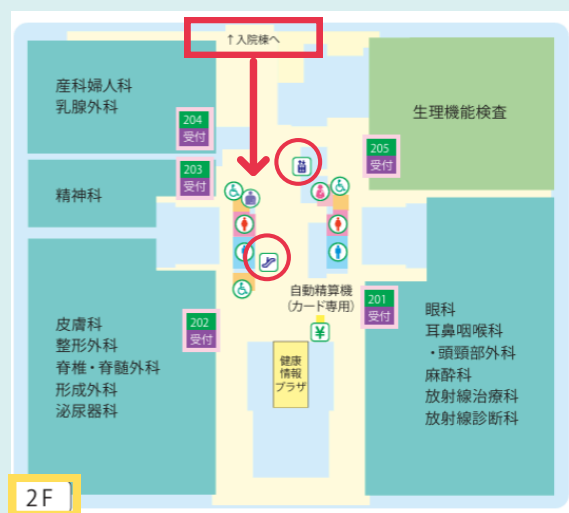 ↑入院棟へ
産科婦人科
乳腺外科
204
受付
生理機能検査
205
受付
203
受付
精神科
自動精算機
(カード専用)
201
受付
202
受付
皮膚科
整形外科
脊椎・脊髄外科
形成外科
泌尿器科
¥
健康
情報
プラザ
眼科
耳鼻咽喉科
・頭頸部外科
麻酔科
放射線治療科
放射線診断科
2F